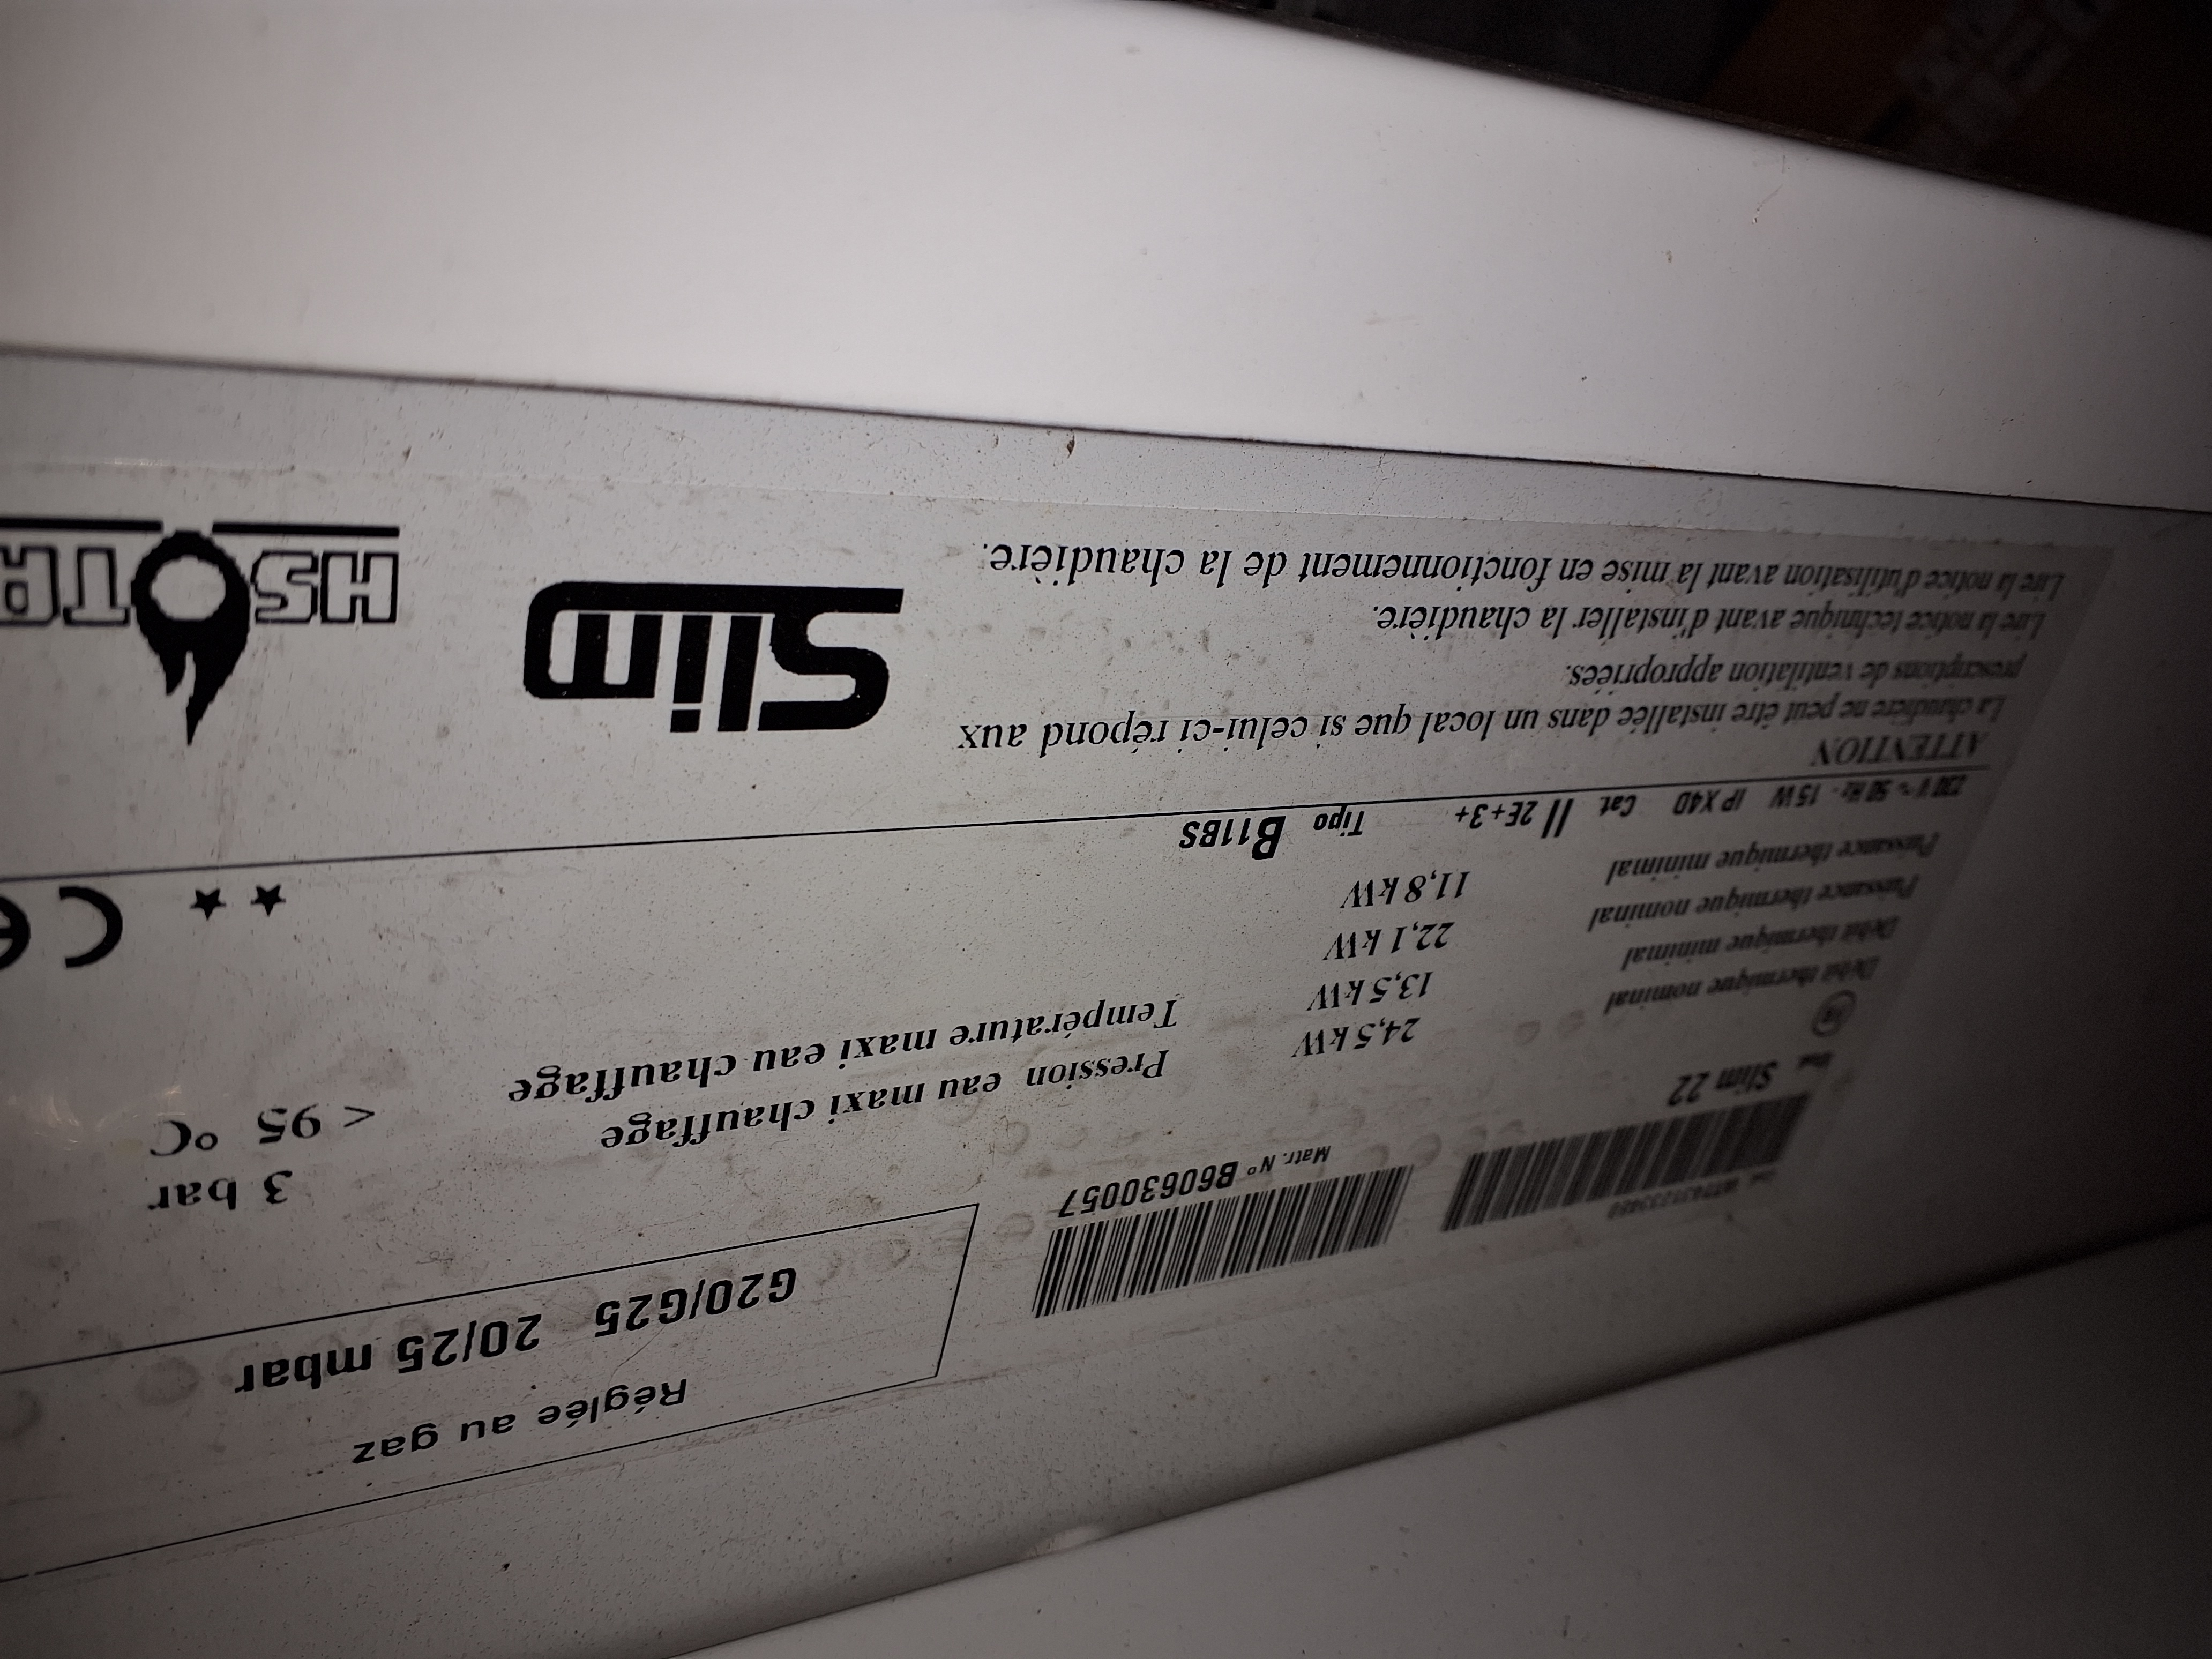 Réglée au gaz
G20/G25 20/25 mbar
Matr. N° B60630057
Slim 22
Pression eau maxi chauffage 3 bar
Température maxi eau chauffage < 95 °C
Débit thermique nominal 24,5 kW
Débit thermique minimal 13,5 kW
Puissance thermique nominal 22,1 kW
Puissance thermique minimal 11,8 kW
230 V ~ 50 Hz - 15W IP X4D Cat. II 2E+3+ Tipo B11BS
CE
ATTENTION
La chaudière ne peut être installée dans un local que si celui-ci répond aux
prescriptions de ventilation appropriées.
Lire la notice technique avant d'installer la chaudière.
Lire la notice d'utilisation avant la mise en fonctionnement de la chaudière.
Slim
HSOTA